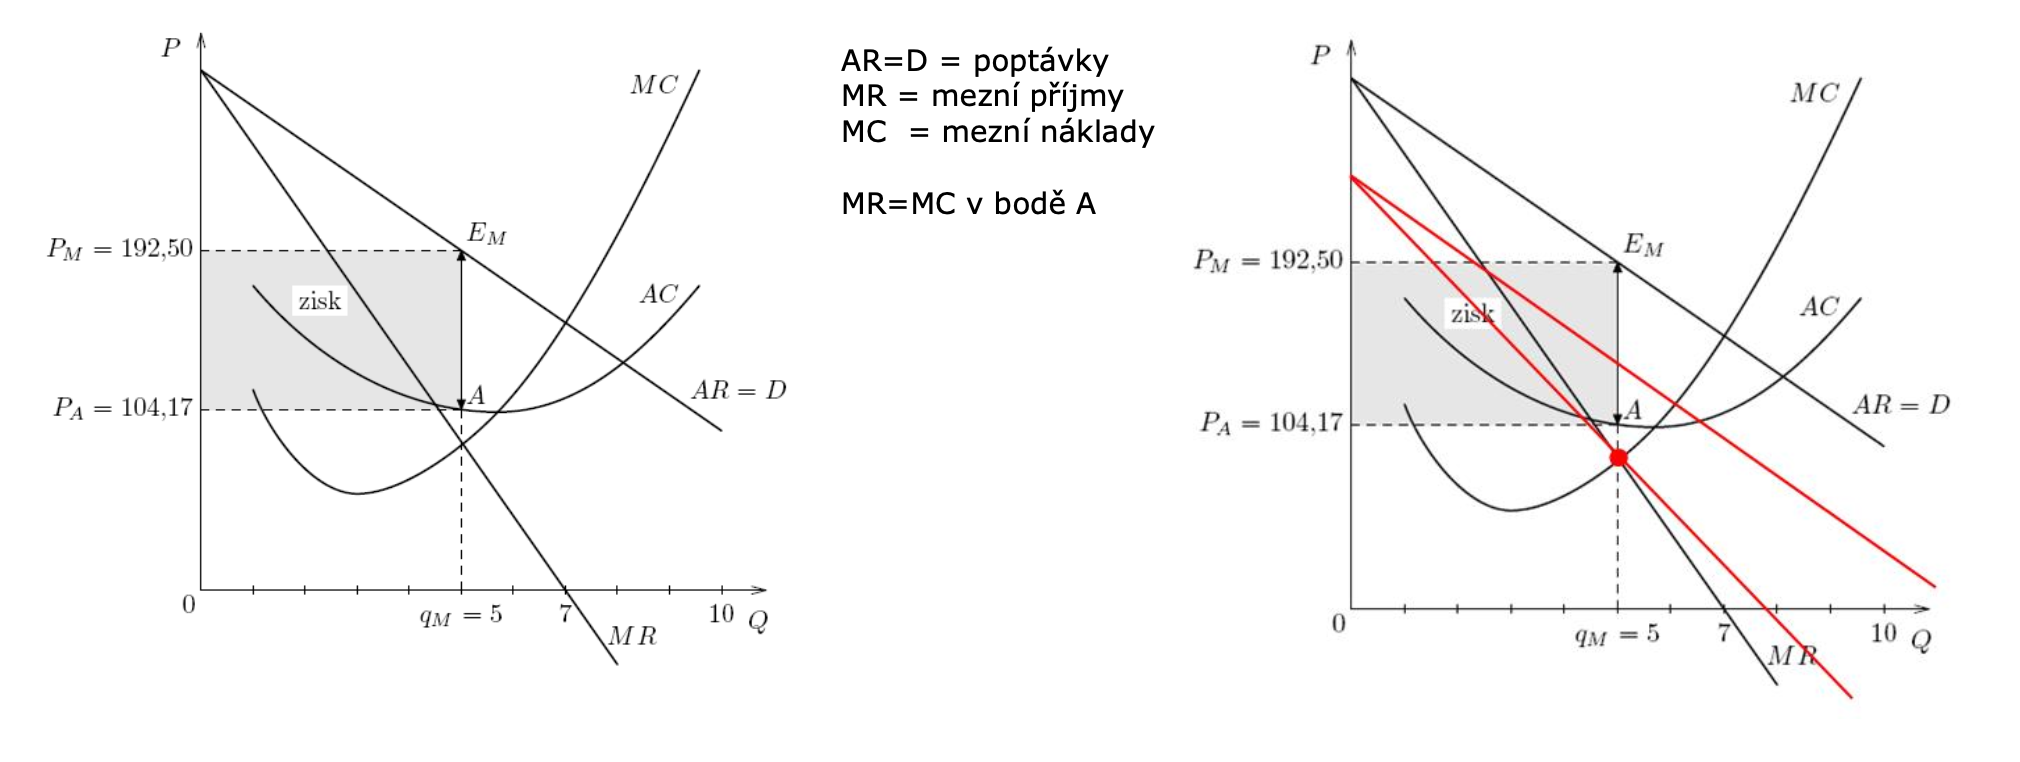 P
MC
E_M
P_M = 192,50
zisk
AC
A
AR = D
P_A = 104,17
0
q_M = 5
7
10
Q
MR
AR=D = poptávky
MR = mezní příjmy
MC = mezní náklady
MR=MC v bodě A
P
MC
E_M
P_M = 192,50
zisk
AC
A
AR = D
P_A = 104,17
0
q_M = 5
7
10
Q
MR